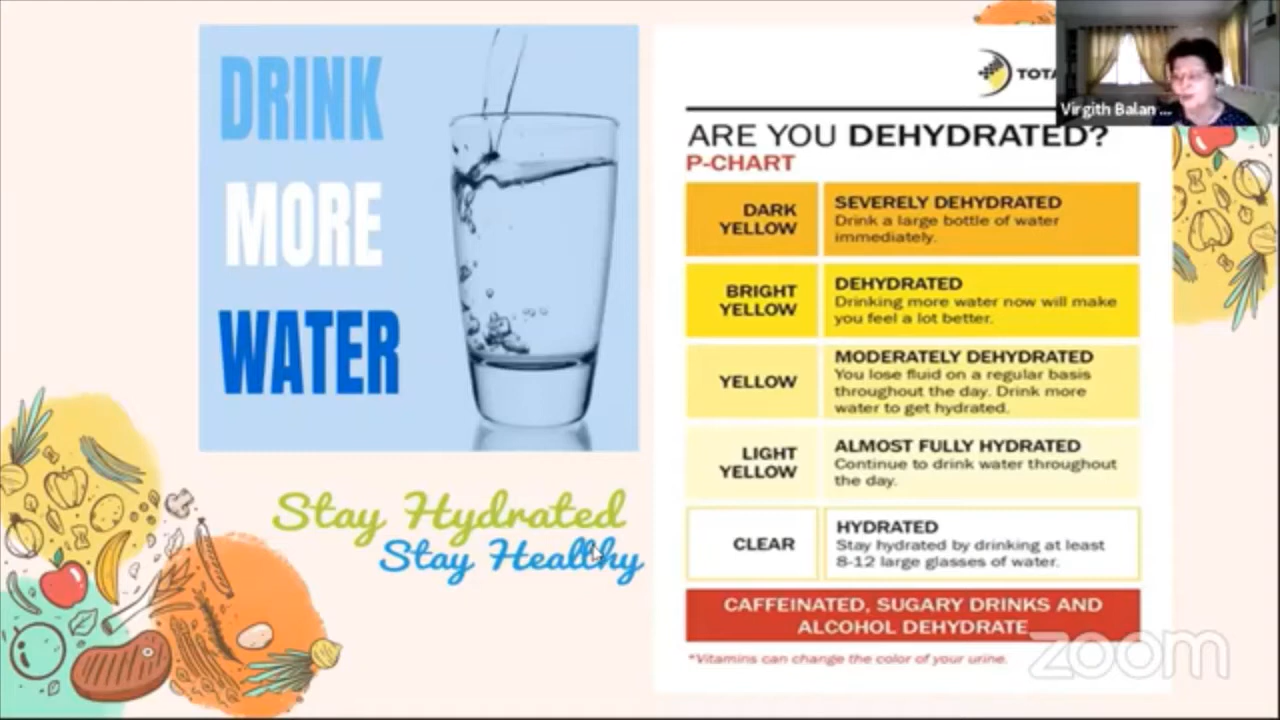 DRINK
MORE
WATER
Stay Hydrated
Stay Healthy
ARE YOU DEHYDRATED?
P-CHART
DARK
YELLOW
SEVERELY DEHYDRATED
Drink a large bottle of water
immediately.
BRIGHT
YELLOW
DEHYDRATED
Drinking more water now will make
you feel a lot better.
YELLOW
MODERATELY DEHYDRATED
You lose fluid on a regular basis
throughout the day. Drink more
water to get hydrated.
LIGHT
YELLOW
ALMOST FULLY HYDRATED
Continue to drink water throughout
the day.
CLEAR
HYDRATED
Stay hydrated by drinking at least
8-12 large glasses of water.
CAFFEINATED, SUGARY DRINKS AND
ALCOHOL DEHYDRATE
*Vitamins can change the color of your urine.
Virgith Balan ...
zoom